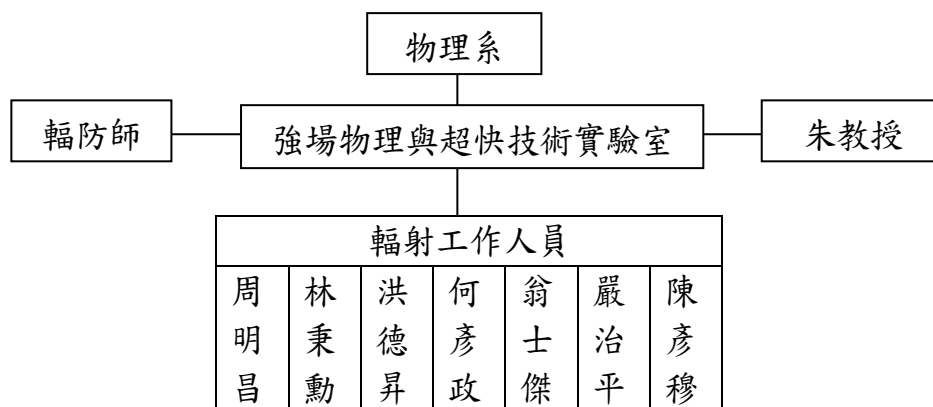 物理系
輻防師
強場物理與超快技術實驗室
朱教授
輻射工作人員
周明昌
林秉勳
洪德昇
何彥政
翁士傑
嚴治平
陳彥穆